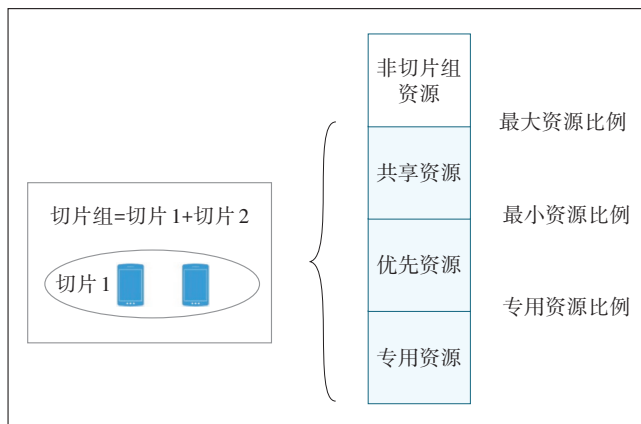 切片组=切片1+切片2
切片1
非切片组
资源
共享资源
优先资源
专用资源
最大资源比例
最小资源比例
专用资源比例